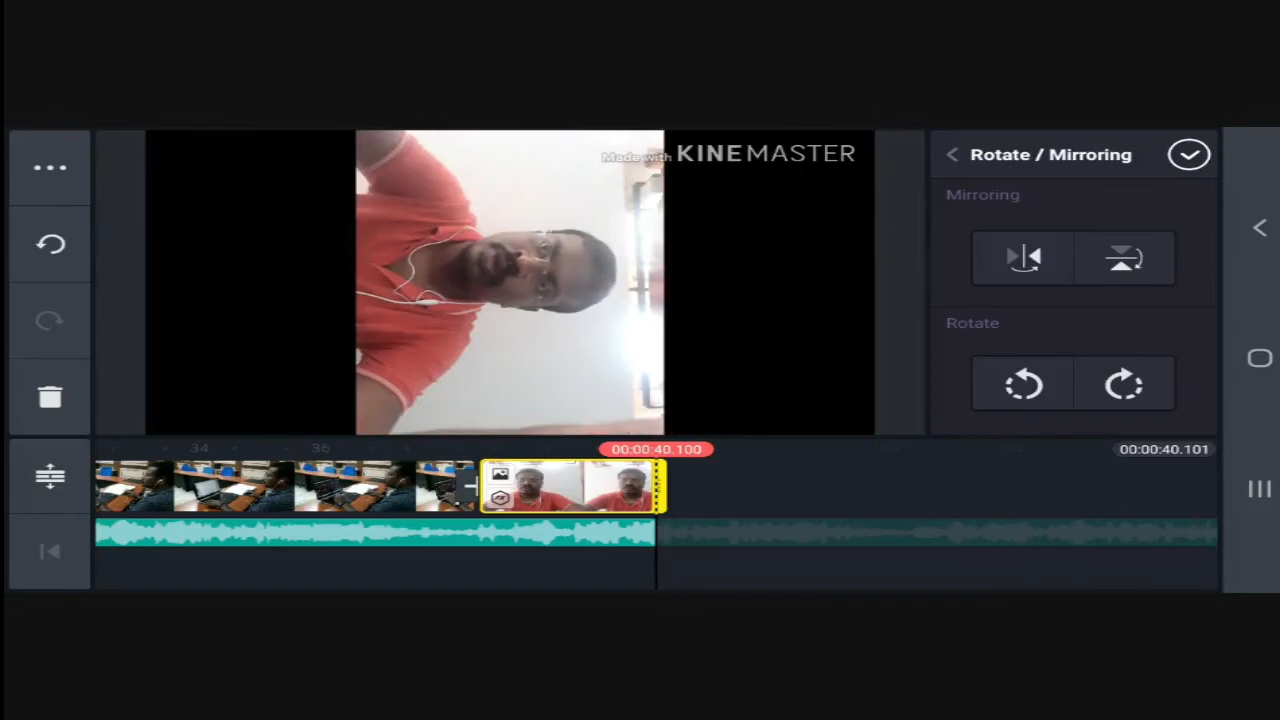 Made with KINEMASTER
Rotate / Mirroring
Mirroring
Rotate
34
36
00:00:40.100
00:00:40.101